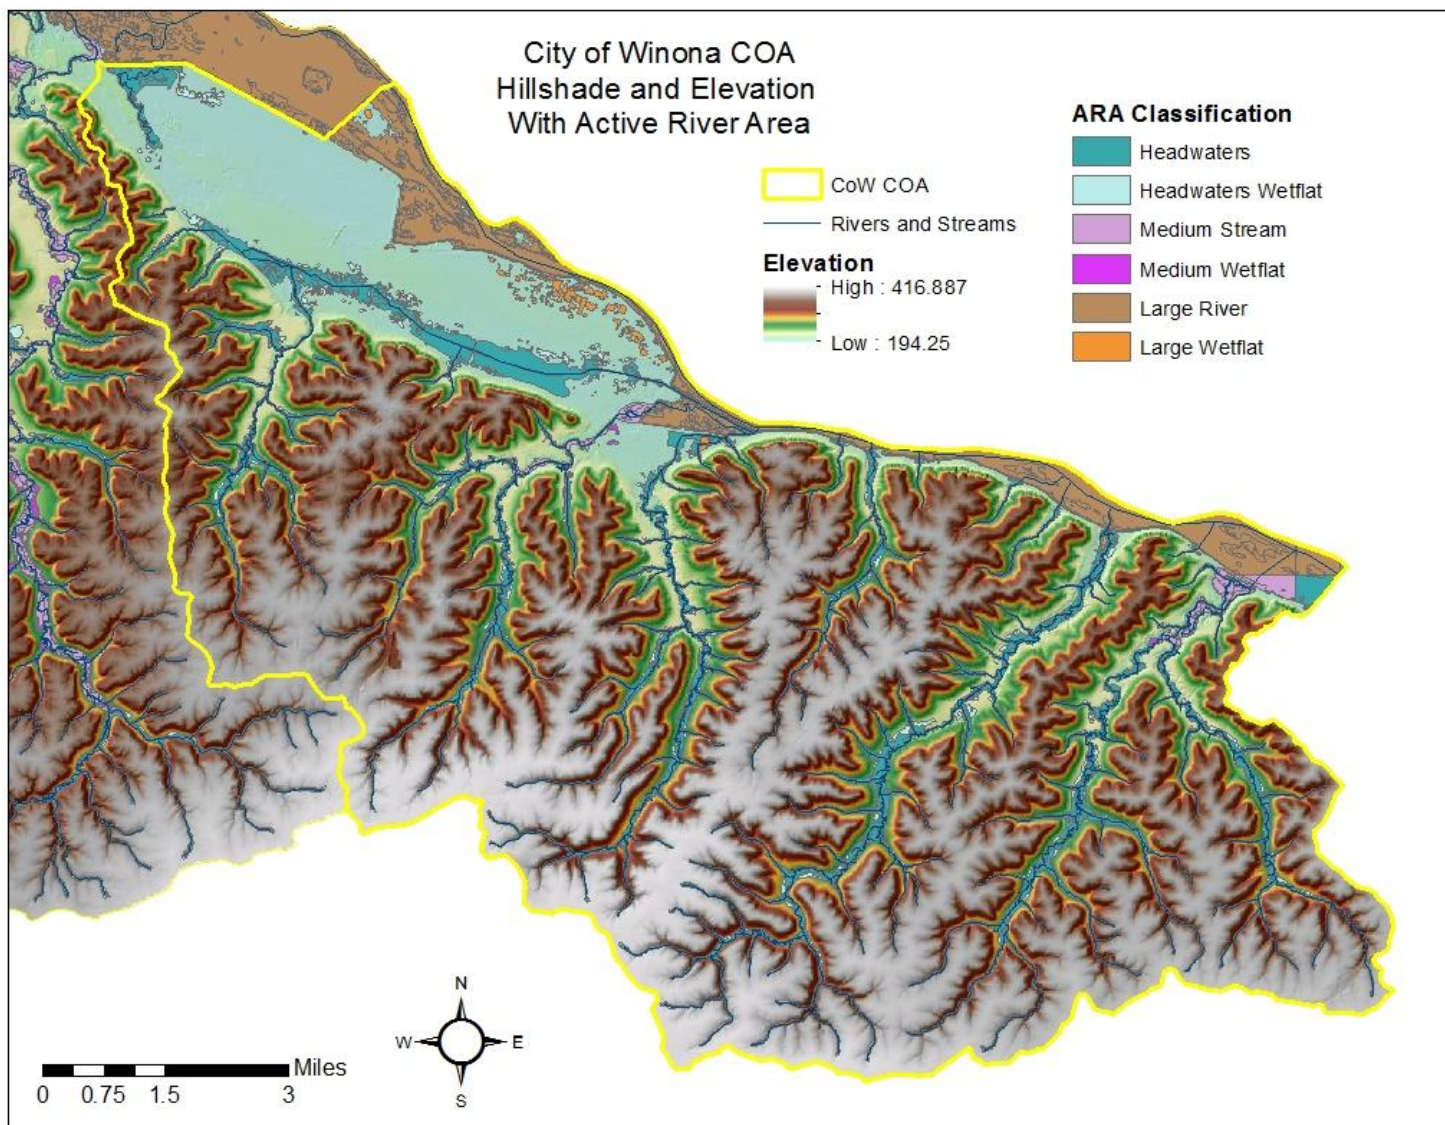 City of Winona COA
Hillshade and Elevation
With Active River Area
CoW COA
Rivers and Streams
Elevation
High : 416.887
Low : 194.25
ARA Classification
Headwaters
Headwaters Wetflat
Medium Stream
Medium Wetflat
Large River
Large Wetflat
N
W E
S
Miles
0 0.75 1.5 3